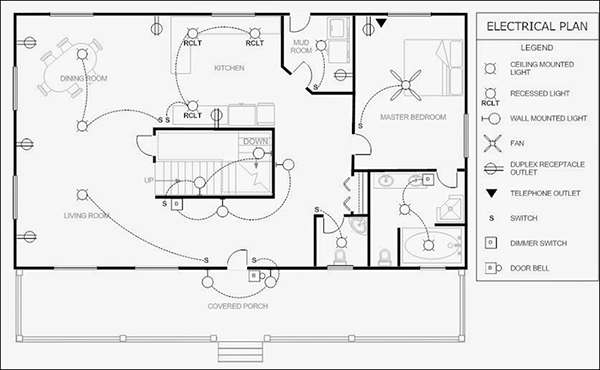 ELECTRICAL PLAN
LEGEND
CEILING MOUNTED
LIGHT
RECESSED LIGHT
RCLT
WALL MOUNTED LIGHT
FAN
DUPLEX RECEPTACLE
OUTLET
TELEPHONE OUTLET
S SWITCH
D DIMMER SWITCH
B DOOR BELL
RCLT RCLT
MUD
ROOM
KITCHEN
DINING ROOM
S S
RCLT
MASTER BEDROOM
S
DOWN
UP
S
D
S
LIVING ROOM
S
D
S
S S
B
COVERED PORCH